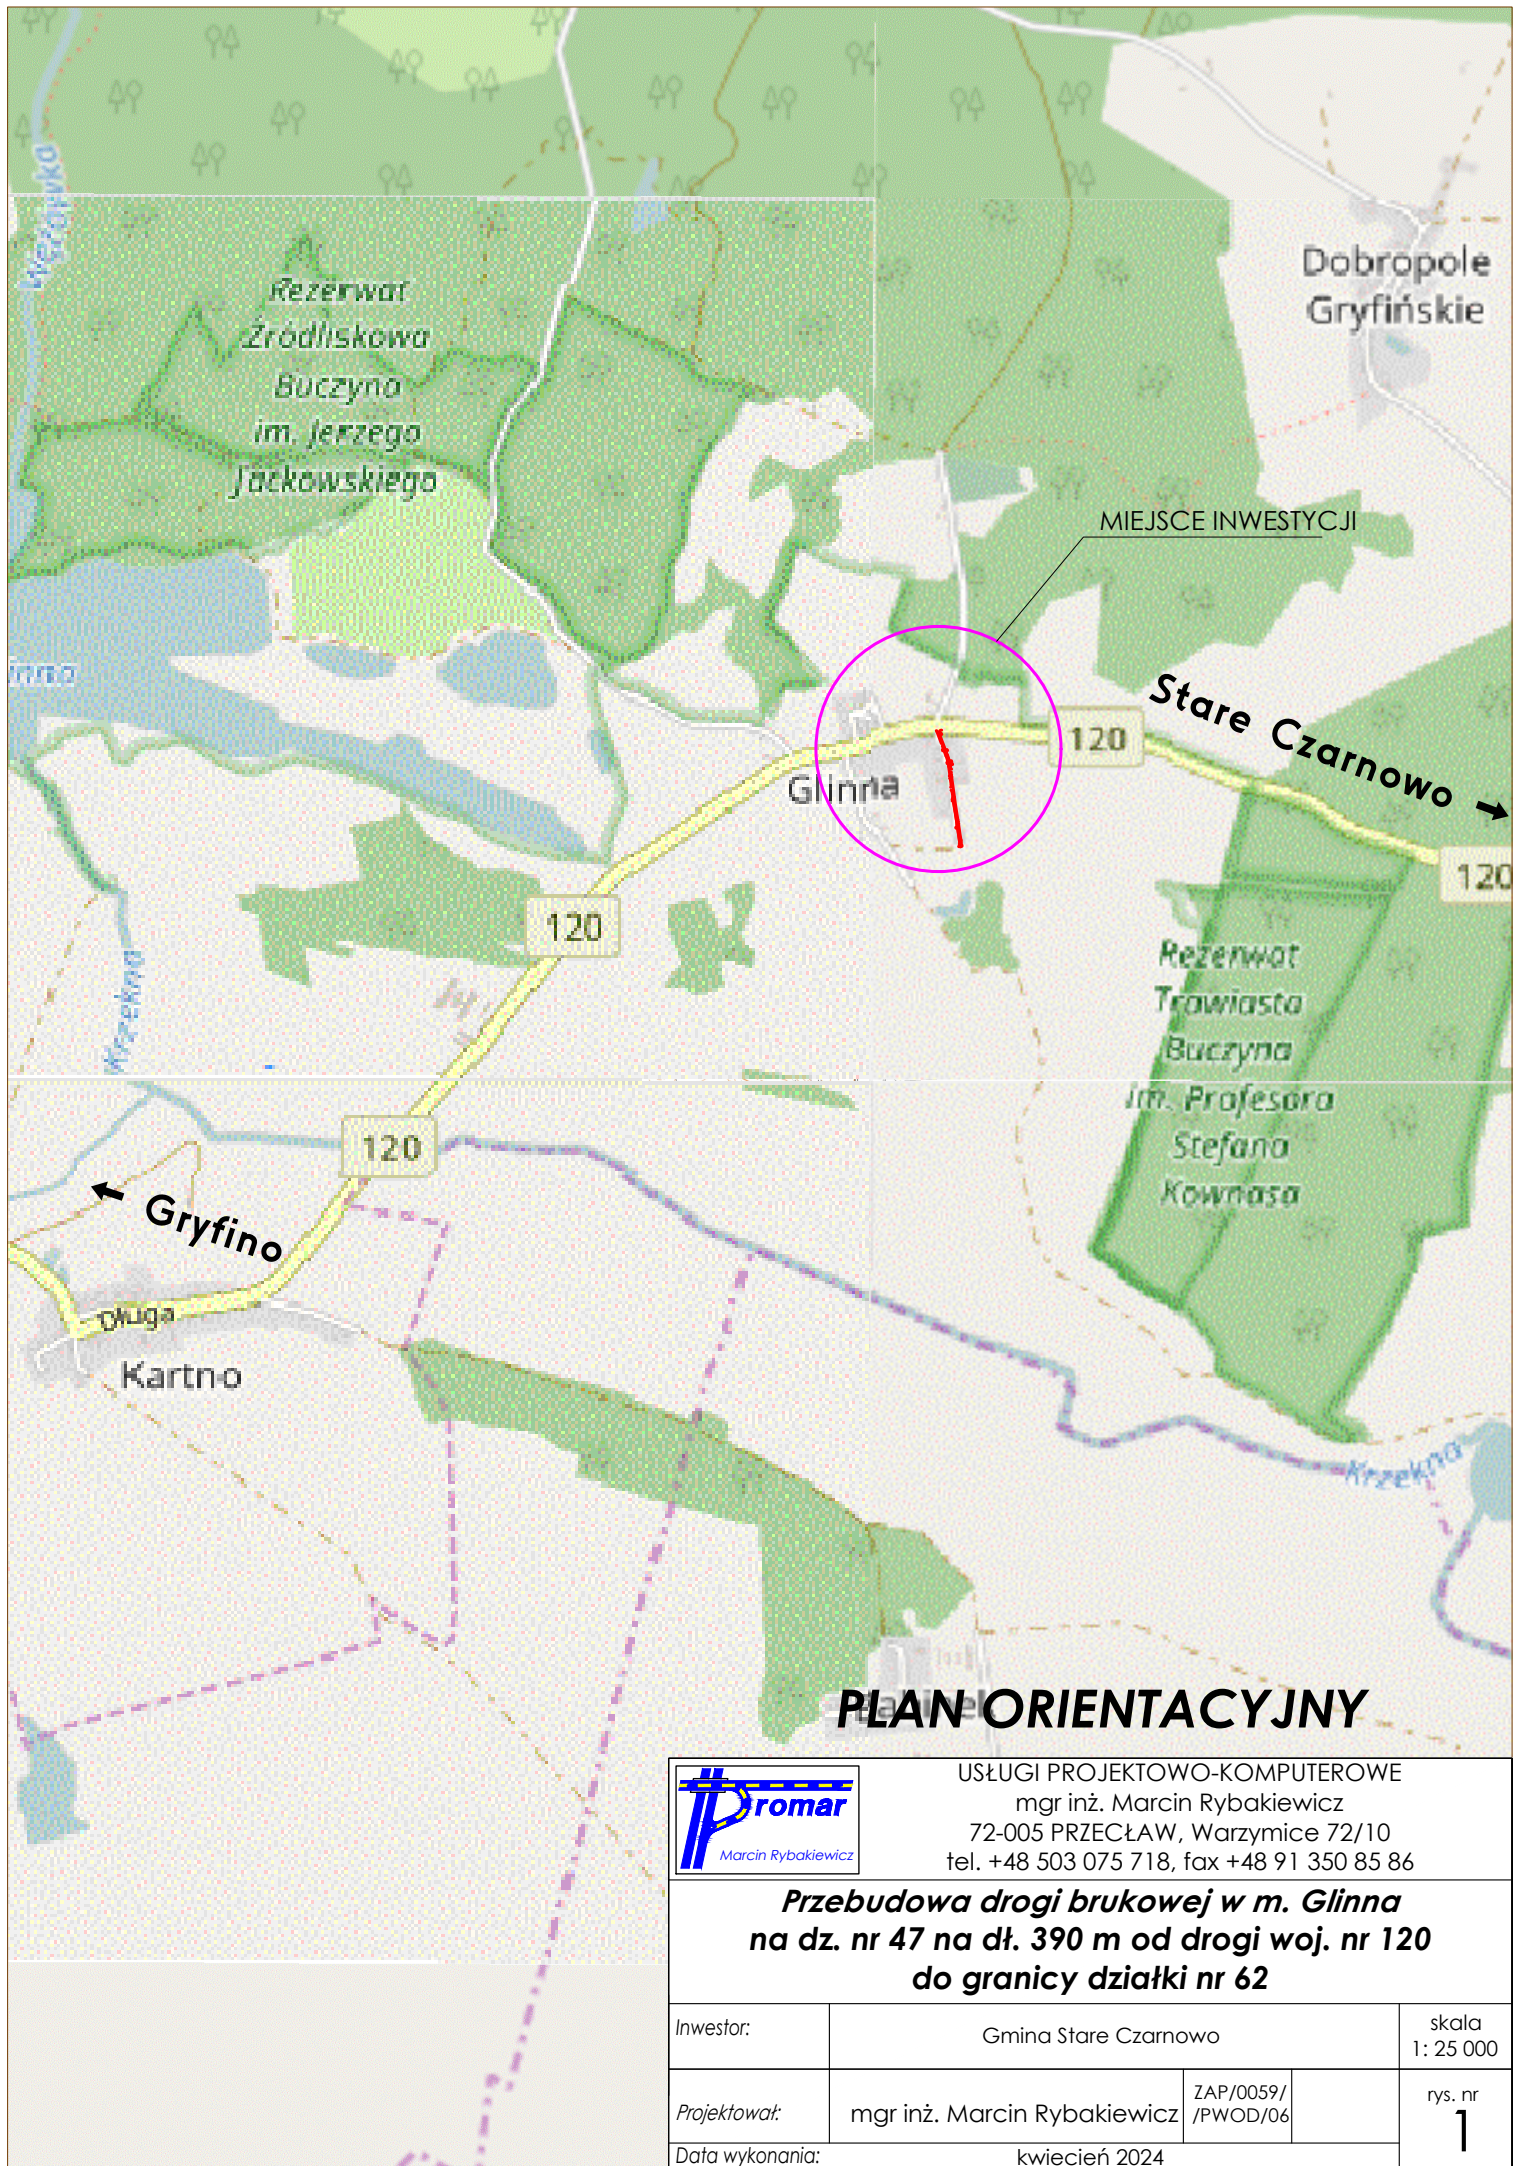 Węgorowka
Rezerwat
Źródliskowa
Buczyna
im. Jerzego
Jackowskiego
Dobropole
Gryfińskie
MIEJSCE INWESTYCJI
inna
Stare Czarnowo
120
Glinna
120
120
Krzekna
Rezerwat
Trawiasta
Buczyna
im. Profesora
Stefana
Kownasa
120
Gryfino
Długa
Kartno
Krzekna
Babinek
PLAN ORIENTACYJNY
Promar
Marcin Rybakiewicz
USŁUGI PROJEKTOWO-KOMPUTEROWE
mgr inż. Marcin Rybakiewicz
72-005 PRZECŁAW, Warzymice 72/10
tel. +48 503 075 718, fax +48 91 350 85 86
Przebudowa drogi brukowej w m. Glinna
na dz. nr 47 na dł. 390 m od drogi woj. nr 120
do granicy działki nr 62
Inwestor:
Gmina Stare Czarnowo
skala
1: 25 000
Projektował:
mgr inż. Marcin Rybakiewicz
ZAP/0059/
/PWOD/06
rys. nr
1
Data wykonania:
kwiecień 2024